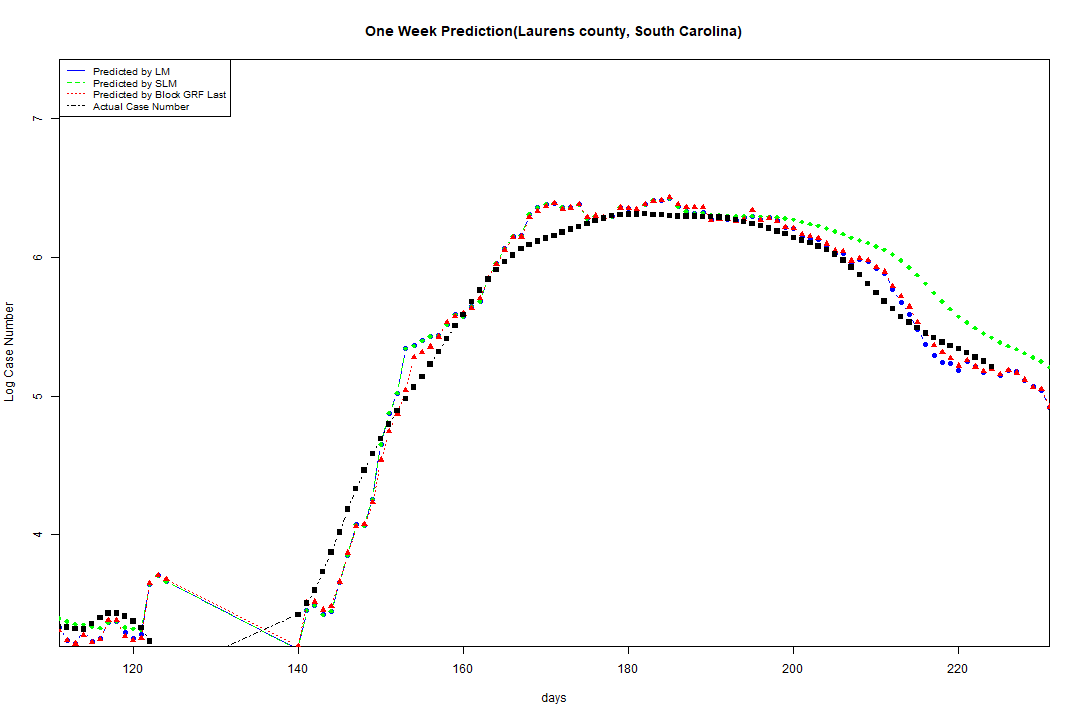 One Week Prediction(Laurens county, South Carolina)
Predicted by LM
Predicted by SLM
Predicted by Block GRF Last
Actual Case Number
7
6
5
4
Log Case Number
120 140 160 180 200 220
days